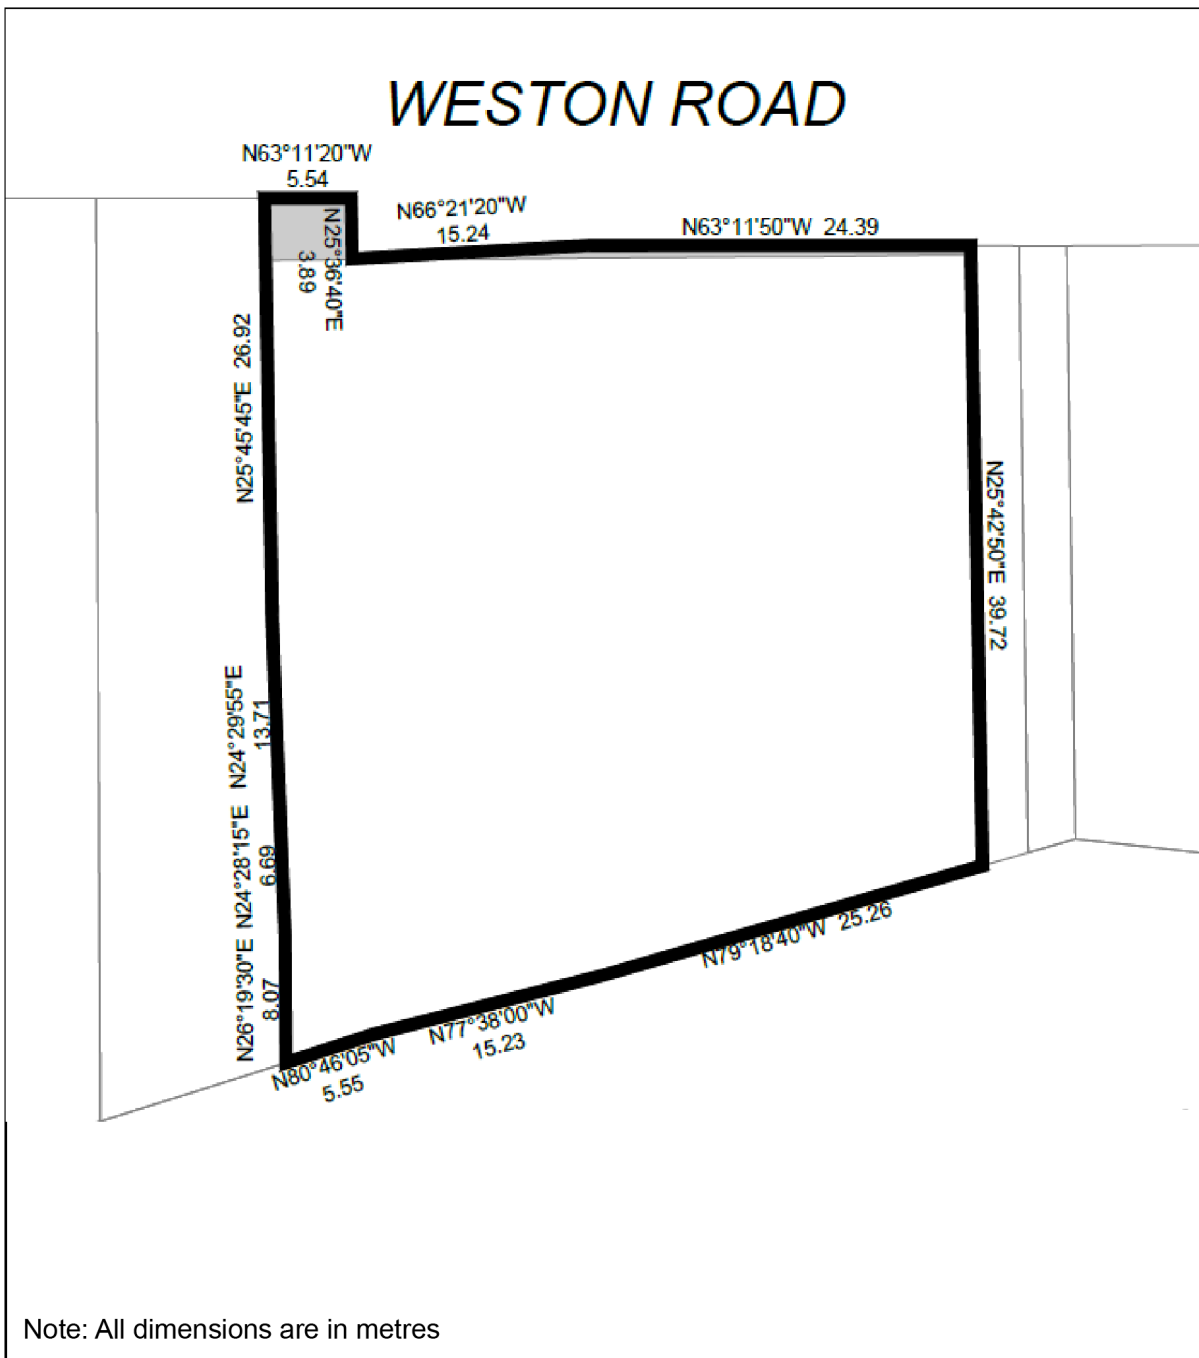 WESTON ROAD
N63°11'20"W
5.54
N66°21'20"W
15.24
N63°11'50"W 24.39
N25°36'40"E
3.89
N25°45'45"E 26.92
N25°42'50"E 39.72
N24°29'55"E
13.71
N24°28'15"E
6.69
N26°19'30"E
8.07
N79°18'40"W 25.26
N77°38'00"W
15.23
N80°46'05"W
5.55
Note: All dimensions are in metres